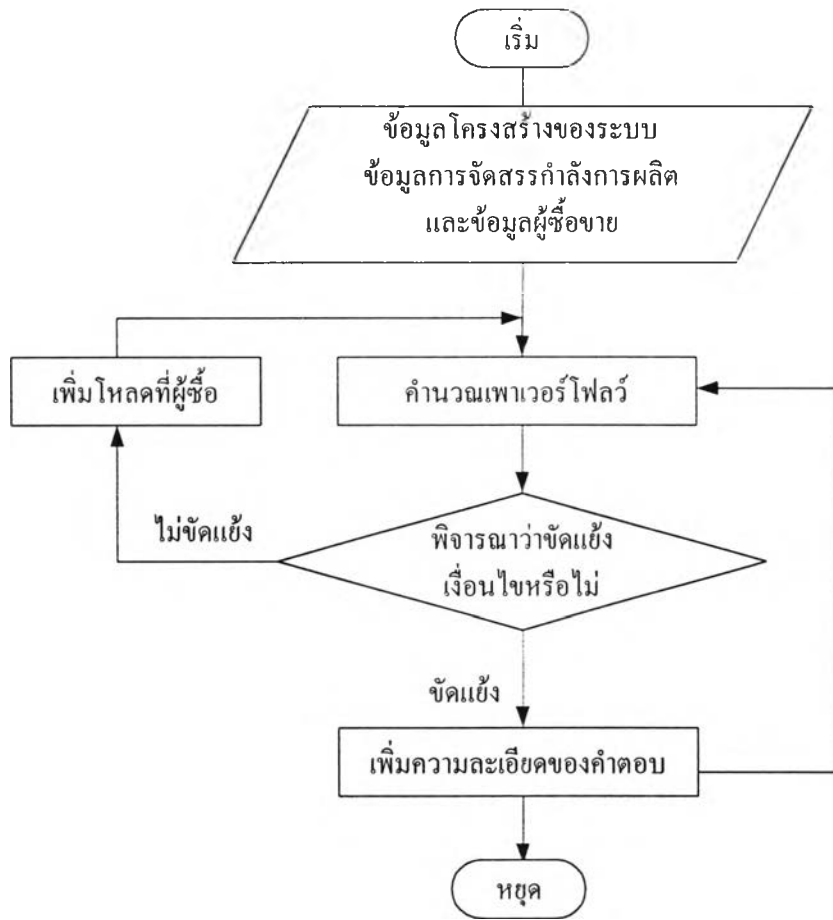 เริ่ม
ข้อมูลโครงสร้างของระบบ
ข้อมูลการจัดสรรกำลังการผลิต
และข้อมูลผู้ซื้อขาย
เพิ่มโหลดที่ผู้ซื้อ
คำนวณเพาเวอร์โฟลว์
ไม่ขัดแย้ง
พิจารณาว่าขัดแย้ง
เงื่อนไขหรือไม่
ขัดแย้ง
เพิ่มความละเอียดของคำตอบ
หยุด